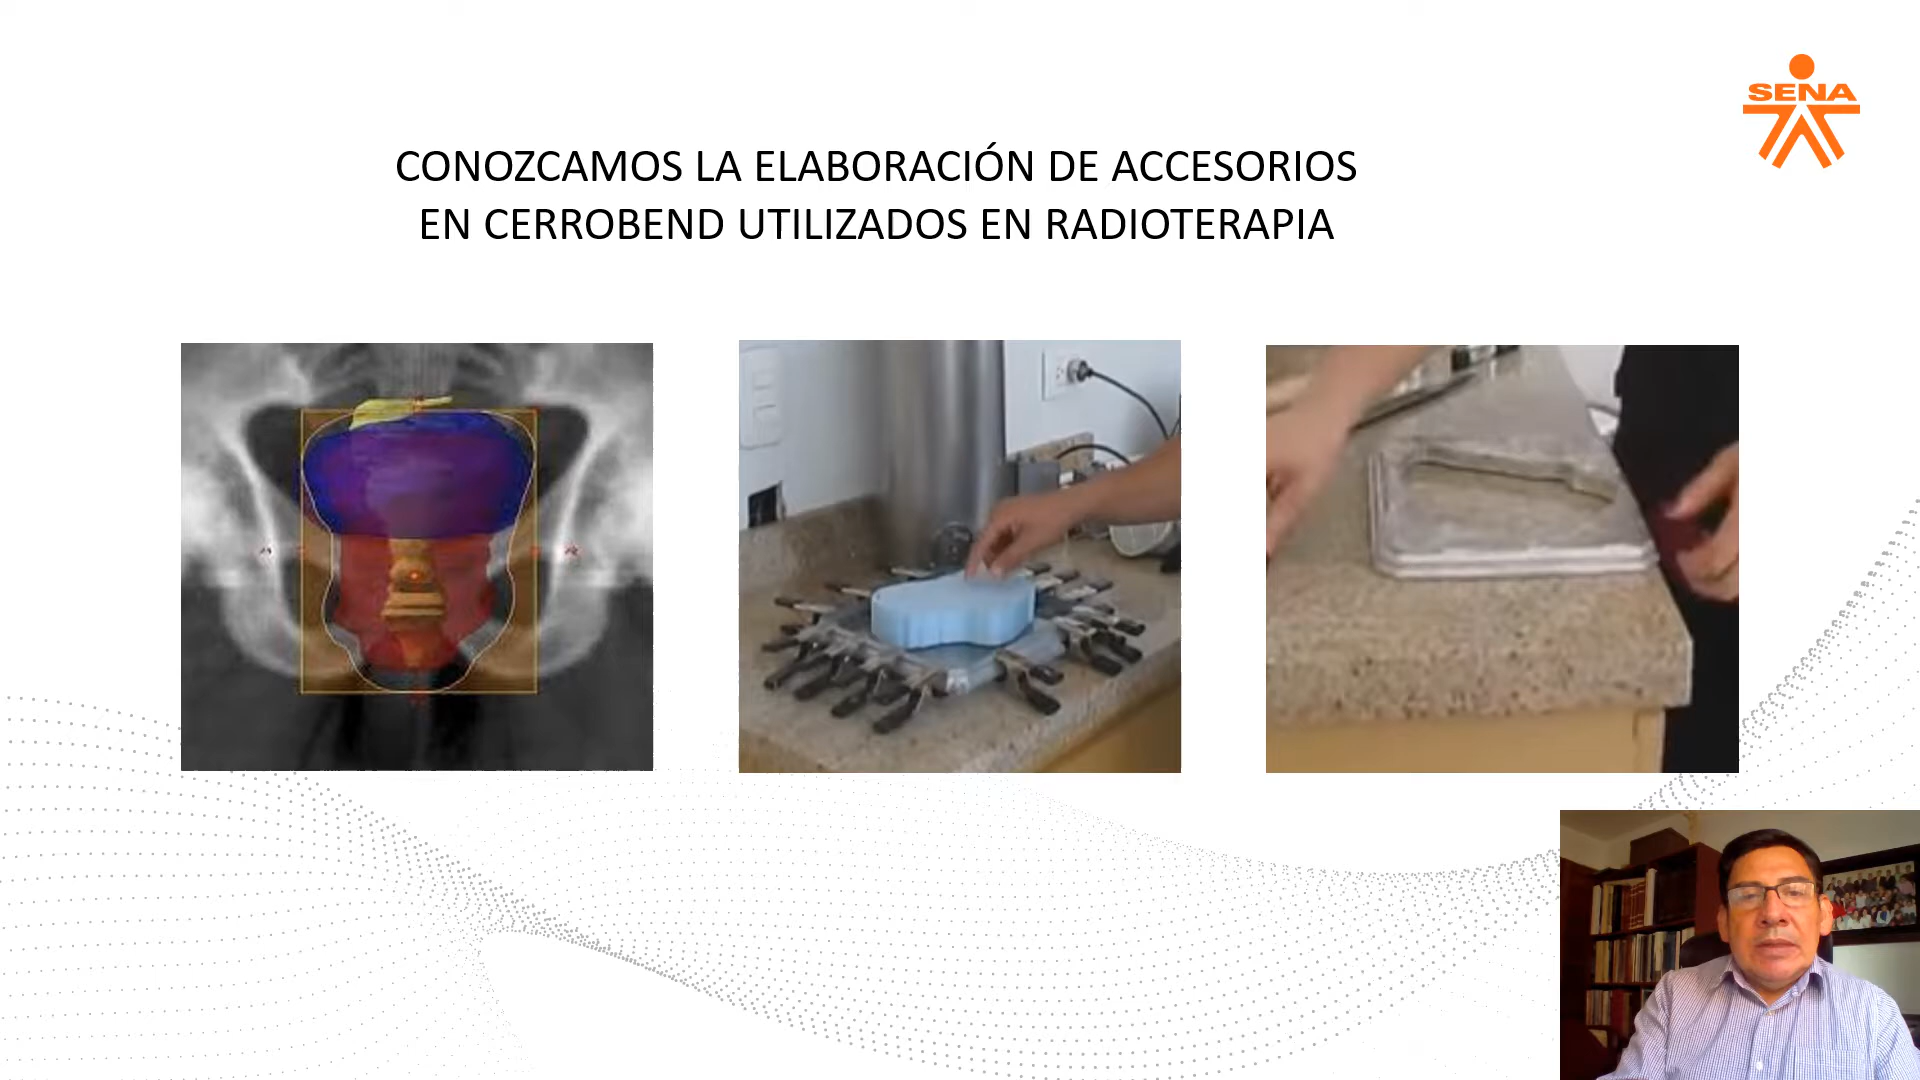 SENA
CONOZCAMOS LA ELABORACIÓN DE ACCESORIOS
EN CERROBEND UTILIZADOS EN RADIOTERAPIA